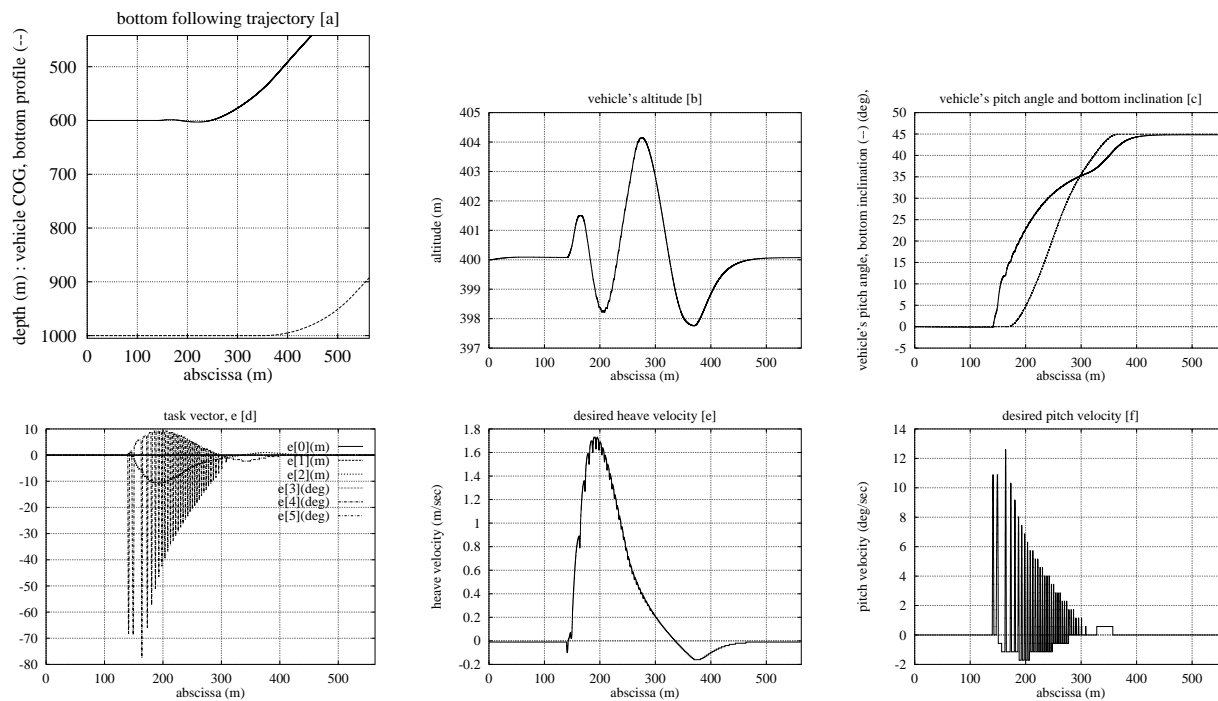 bottom following trajectory [a]
depth (m) : vehicle COG, bottom profile (--)
500
600
700
800
900
1000
0 100 200 300 400 500
abscissa (m)
vehicle's altitude [b]
altitude (m)
405
404
403
402
401
400
399
398
397
0 100 200 300 400 500
abscissa (m)
vehicle's pitch angle and bottom inclination [c]
vehicle's pitch angle, bottom inclination (--) (deg),
50
45
40
35
30
25
20
15
10
5
0
-5
0 100 200 300 400 500
abscissa (m)
task vector, e [d]
10
0
-10
-20
-30
-40
-50
-60
-70
-80
e[0](m)
e[1](m)
e[2](m)
e[3](deg)
e[4](deg)
e[5](deg)
0 100 200 300 400 500
abscissa (m)
desired heave velocity [e]
heave velocity (m/sec)
1.8
1.6
1.4
1.2
1
0.8
0.6
0.4
0.2
0
-0.2
0 100 200 300 400 500
abscissa (m)
desired pitch velocity [f]
pitch velocity (deg/sec)
14
12
10
8
6
4
2
0
-2
0 100 200 300 400 500
abscissa (m)